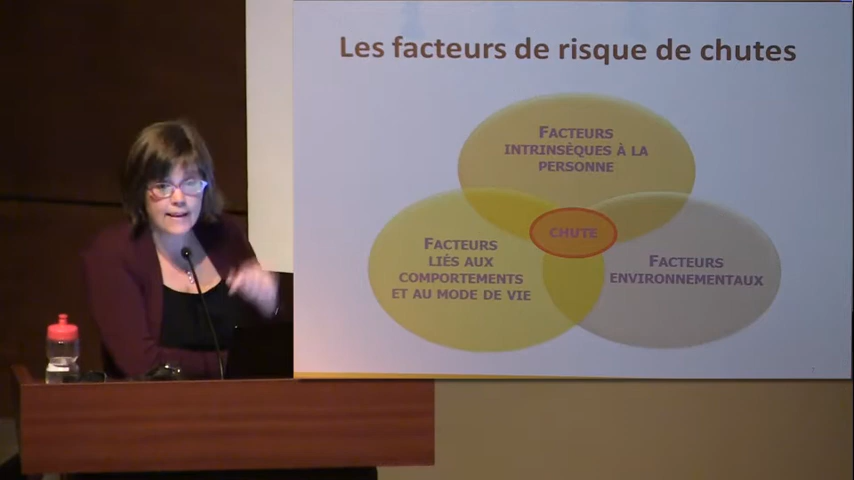 Les facteurs de risque de chutes
FACTEURS
INTRINSÈQUES À LA
PERSONNE
CHUTE
FACTEURS
LIÉS AUX
COMPORTEMENTS
ET AU MODE DE VIE
FACTEURS
ENVIRONNEMENTAUX